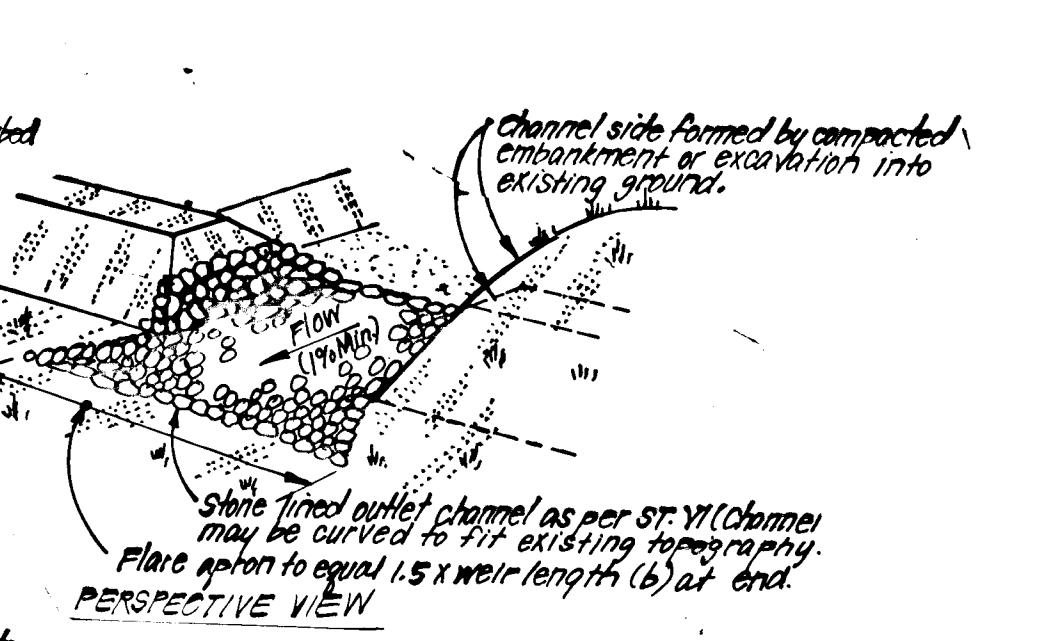 Channel side formed by compacted
embankment or excavation into
existing ground.
FLOW
(1% Min.)
Stone lined outlet channel as per ST. VI (Channel
may be curved to fit existing topography.
Flare apron to equal 1.5 x weir length (b) at end.
PERSPECTIVE VIEW